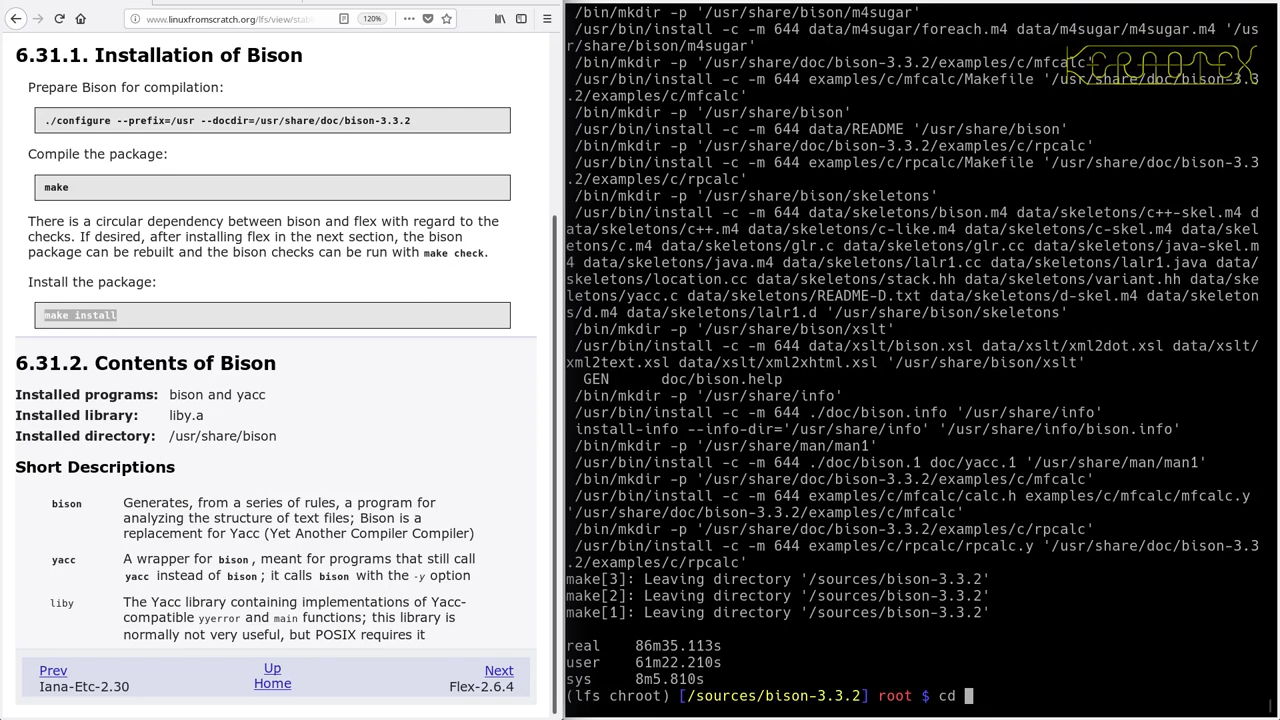 www.linuxfromscratch.org/lfs/view/stab
120%
6.31.1. Installation of Bison
Prepare Bison for compilation:
./configure --prefix=/usr --docdir=/usr/share/doc/bison-3.3.2
Compile the package:
make
There is a circular dependency between bison and flex with regard to the
checks. If desired, after installing flex in the next section, the bison
package can be rebuilt and the bison checks can be run with make check.
Install the package:
make install
6.31.2. Contents of Bison
Installed programs: bison and yacc
Installed library: liby.a
Installed directory: /usr/share/bison
Short Descriptions
bison Generates, from a series of rules, a program for
analyzing the structure of text files; Bison is a
replacement for Yacc (Yet Another Compiler Compiler)
yacc A wrapper for bison, meant for programs that still call
yacc instead of bison; it calls bison with the -y option
liby The Yacc library containing implementations of Yacc-
compatible yyerror and main functions; this library is
normally not very useful, but POSIX requires it
Prev Up Next
Iana-Etc-2.30 Home Flex-2.6.4
/bin/mkdir -p '/usr/share/bison/m4sugar'
/usr/bin/install -c -m 644 data/m4sugar/foreach.m4 data/m4sugar/m4sugar.m4 '/us
r/share/bison/m4sugar'
/bin/mkdir -p '/usr/share/doc/bison-3.3.2/examples/c/mfcalc'
/usr/bin/install -c -m 644 examples/c/mfcalc/Makefile '/usr/share/doc/bison-3.3
.2/examples/c/mfcalc'
/bin/mkdir -p '/usr/share/bison'
/usr/bin/install -c -m 644 data/README '/usr/share/bison'
/bin/mkdir -p '/usr/share/doc/bison-3.3.2/examples/c/rpcalc'
/usr/bin/install -c -m 644 examples/c/rpcalc/Makefile '/usr/share/doc/bison-3.3
.2/examples/c/rpcalc'
/bin/mkdir -p '/usr/share/bison/skeletons'
/usr/bin/install -c -m 644 data/skeletons/bison.m4 data/skeletons/c++-skel.m4 d
ata/skeletons/c++.m4 data/skeletons/c-like.m4 data/skeletons/c-skel.m4 data/skel
etons/c.m4 data/skeletons/glr.c data/skeletons/glr.cc data/skeletons/java-skel.m
4 data/skeletons/java.m4 data/skeletons/lalr1.cc data/skeletons/lalr1.java data/
skeletons/location.cc data/skeletons/stack.hh data/skeletons/variant.hh data/ske
letons/yacc.c data/skeletons/README-D.txt data/skeletons/d-skel.m4 data/skeleton
s/d.m4 data/skeletons/lalr1.d '/usr/share/bison/skeletons'
/bin/mkdir -p '/usr/share/bison/xslt'
/usr/bin/install -c -m 644 data/xslt/bison.xsl data/xslt/xml2dot.xsl data/xslt/
xml2text.xsl data/xslt/xml2xhtml.xsl '/usr/share/bison/xslt'
GEN doc/bison.help
/bin/mkdir -p '/usr/share/info'
/usr/bin/install -c -m 644 ./doc/bison.info '/usr/share/info'
install-info --info-dir='/usr/share/info' '/usr/share/info/bison.info'
/bin/mkdir -p '/usr/share/man/man1'
/usr/bin/install -c -m 644 ./doc/bison.1 doc/yacc.1 '/usr/share/man/man1'
/bin/mkdir -p '/usr/share/doc/bison-3.3.2/examples/c/mfcalc'
/usr/bin/install -c -m 644 examples/c/mfcalc/calc.h examples/c/mfcalc/mfcalc.y
'/usr/share/doc/bison-3.3.2/examples/c/mfcalc'
/bin/mkdir -p '/usr/share/doc/bison-3.3.2/examples/c/rpcalc'
/usr/bin/install -c -m 644 examples/c/rpcalc/rpcalc.y '/usr/share/doc/bison-3.3
.2/examples/c/rpcalc'
make[3]: Leaving directory '/sources/bison-3.3.2'
make[2]: Leaving directory '/sources/bison-3.3.2'
make[1]: Leaving directory '/sources/bison-3.3.2'
real 86m35.113s
user 61m22.210s
sys 8m5.810s
(lfs chroot) [/sources/bison-3.3.2] root $ cd